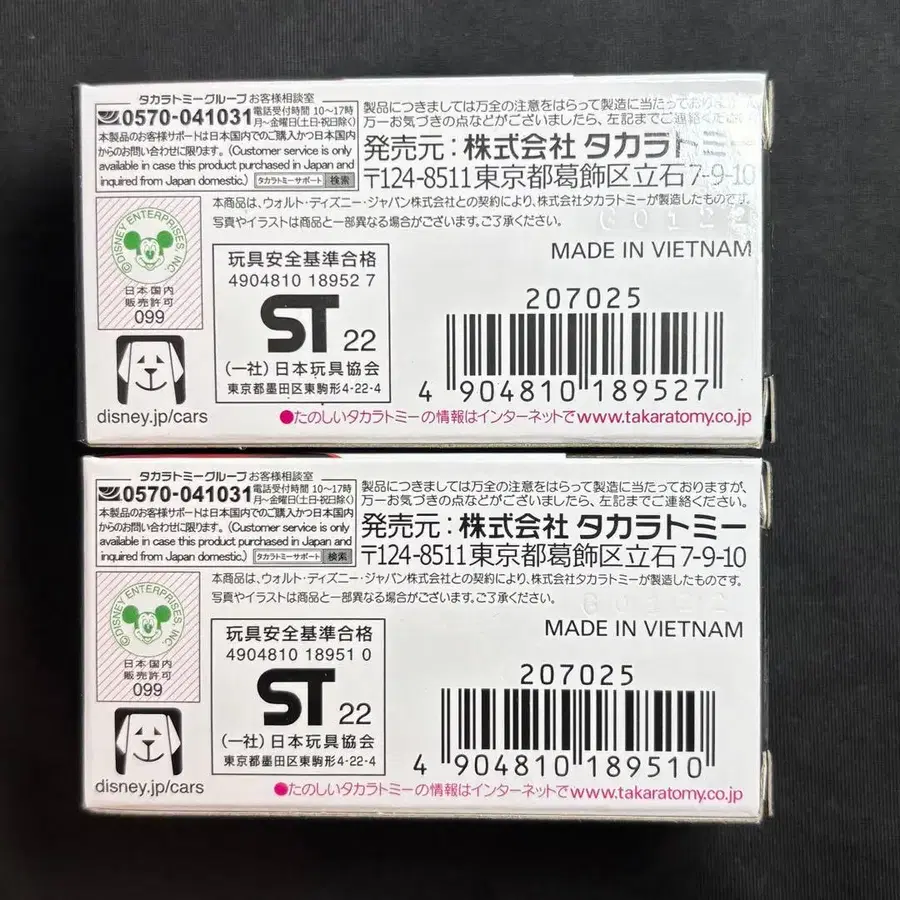 タカラトミーグループ お客様相談室
0570-041031 電話受付時間 10〜17時
月〜金曜日(土・日・祝日除く)
本製品のお客様サポートは日本国内でのご購入かつ日本国内
からのお問い合わせに限ります。(Customer service is only
available in case this product purchased in Japan and
inquired from Japan domestic.) タカラトミーサポート 検索
製品につきましては万全の注意をはらって製造に当たっておりますが、
万一お気づきの点などがございましたら、左記までご連絡ください。
発売元:株式会社 タカラトミー
〒124-8511 東京都葛飾区立石7-9-10
本商品は、ウォルト・ディズニー・ジャパン株式会社との契約により、株式会社タカラトミーが製造したものです。
写真やイラストは商品と一部異なる場合がございます。ご了承ください。
G01222
MADE IN VIETNAM
©DISNEY ENTERPRISES, INC.
日本国内
販売許可
099
disney.jp/cars
玩具安全基準合格
4904810 18952 7
ST 22
(一社)日本玩具協会
東京都墨田区東駒形4-22-4
207025
4 904810 189527
●たのしいタカラトミーの情報はインターネットで www.takaratomy.co.jp
タカラトミーグループ お客様相談室
0570-041031 電話受付時間 10〜17時
月〜金曜日(土・日・祝日除く)
本製品のお客様サポートは日本国内でのご購入かつ日本国内
からのお問い合わせに限ります。(Customer service is only
available in case this product purchased in Japan and
inquired from Japan domestic.) タカラトミーサポート 検索
製品につきましては万全の注意をはらって製造に当たっておりますが、
万一お気づきの点などがございましたら、左記までご連絡ください。
発売元:株式会社 タカラトミー
〒124-8511 東京都葛飾区立石7-9-10
本商品は、ウォルト・ディズニー・ジャパン株式会社との契約により、株式会社タカラトミーが製造したものです。
写真やイラストは商品と一部異なる場合がございます。ご了承ください。
G01222
MADE IN VIETNAM
©DISNEY ENTERPRISES, INC.
日本国内
販売許可
099
disney.jp/cars
玩具安全基準合格
4904810 18951 0
ST 22
(一社)日本玩具協会
東京都墨田区東駒形4-22-4
207025
4 904810 189510
●たのしいタカラトミーの情報はインターネットで www.takaratomy.co.jp